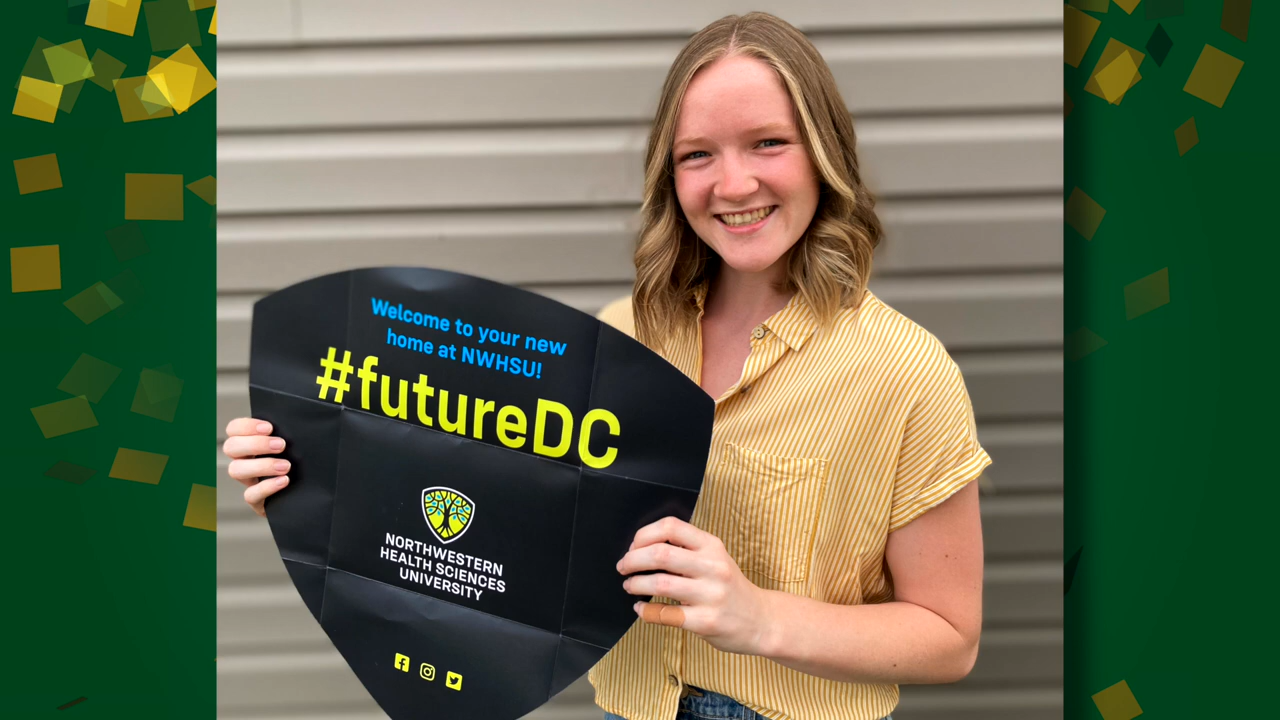 Welcome to your new
home at NWHSU!
#futureDC
NORTHWESTERN
HEALTH SCIENCES
UNIVERSITY